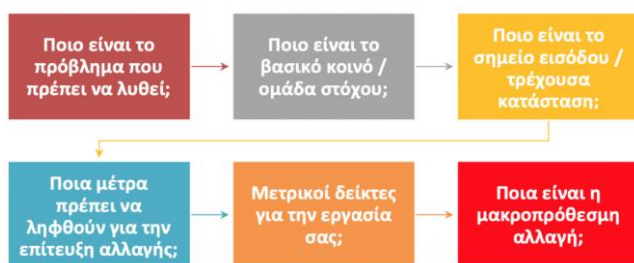 Ποιο είναι το
πρόβλημα που
πρέπει να λυθεί;
Ποιο είναι το
βασικό κοινό /
ομάδα στόχου;
Ποιο είναι το
σημείο εισόδου /
τρέχουσα
κατάσταση;
Ποια μέτρα
πρέπει να
ληφθούν για την
επίτευξη αλλαγής;
Μετρικοί δείκτες
για την εργασία
σας;
Ποια είναι η
μακροπρόθεσμη
αλλαγή;